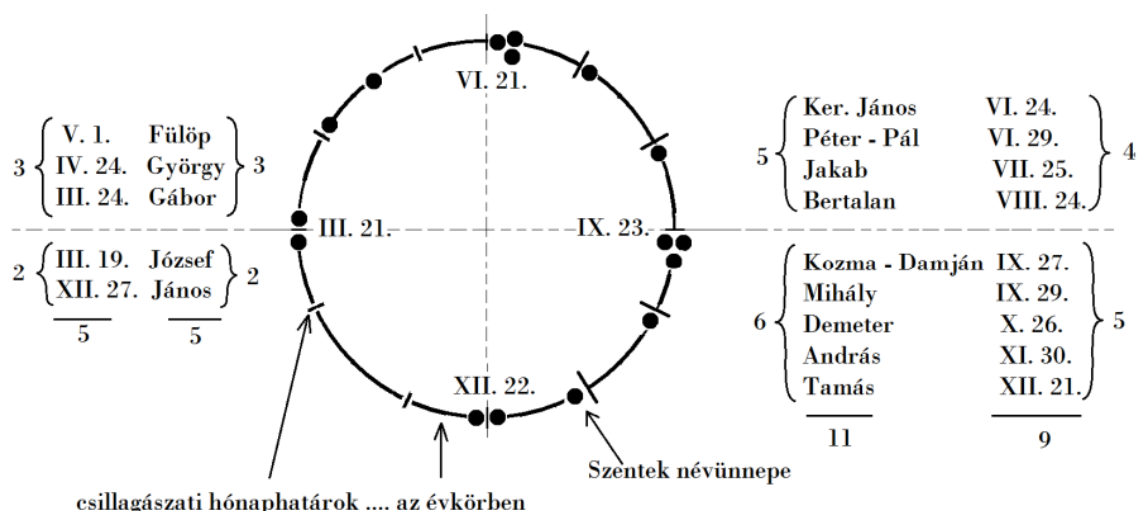 VI. 21.
3 V. 1. Fülöp 3
IV. 24. György
III. 24. Gábor
2 III. 19. József 2
XII. 27. János
5 5
III. 21.
IX. 23.
XII. 22.
5 Ker. János VI. 24. 4
Péter - Pál VI. 29.
Jakab VII. 25.
Bertalan VIII. 24.
6 Kozma - Damján IX. 27. 5
Mihály IX. 29.
Demeter X. 26.
András XI. 30.
Tamás XII. 21.
11 9
Szentek névünnepe
csillagászati hónaphatárok .... az évkörben